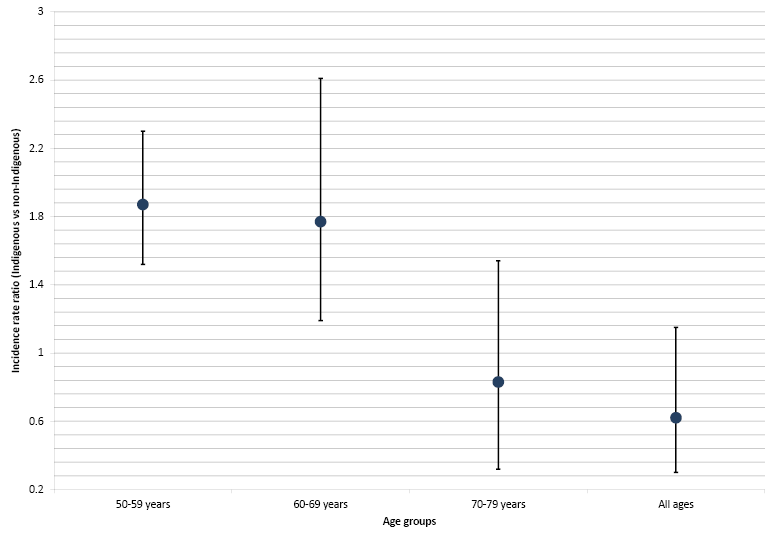 3
2.6
2.2
1.8
1.4
1
0.6
0.2
Incidence rate ratio (Indigenous vs non-Indigenous)
50-59 years
60-69 years
70-79 years
All ages
Age groups